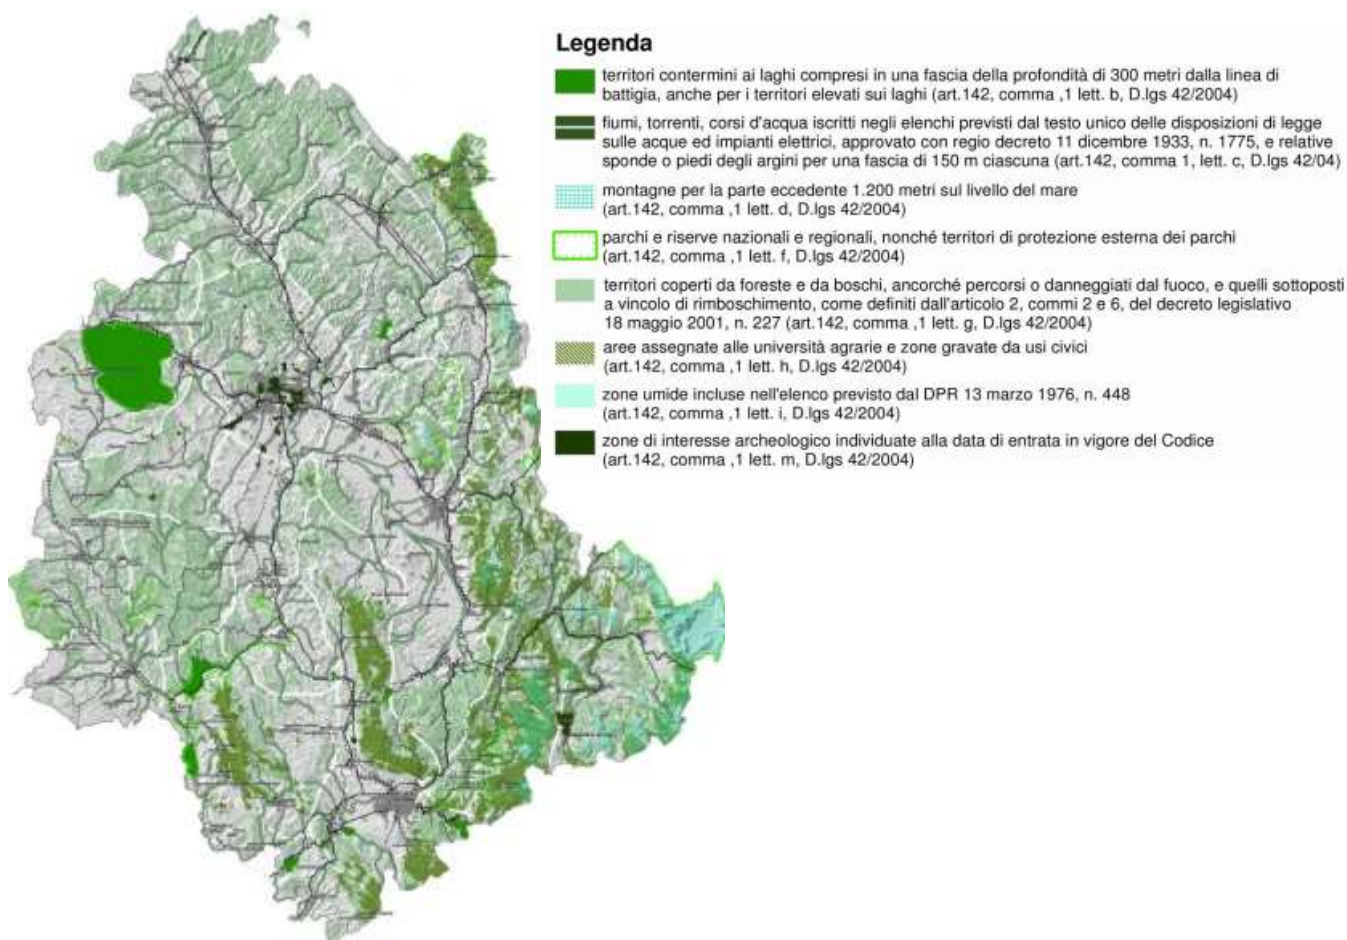 Legenda
territori contermini ai laghi compresi in una fascia della profondità di 300 metri dalla linea di
battigia, anche per i territori elevati sui laghi (art.142, comma ,1 lett. b, D.lgs 42/2004)
fiumi, torrenti, corsi d'acqua iscritti negli elenchi previsti dal testo unico delle disposizioni di legge
sulle acque ed impianti elettrici, approvato con regio decreto 11 dicembre 1933, n. 1775, e relative
sponde o piedi degli argini per una fascia di 150 m ciascuna (art.142, comma 1, lett. c, D.lgs 42/04)
montagne per la parte eccedente 1.200 metri sul livello del mare
(art.142, comma ,1 lett. d, D.lgs 42/2004)
parchi e riserve nazionali e regionali, nonché territori di protezione esterna dei parchi
(art.142, comma ,1 lett. f, D.lgs 42/2004)
territori coperti da foreste e da boschi, ancorché percorsi o danneggiati dal fuoco, e quelli sottoposti
a vincolo di rimboschimento, come definiti dall'articolo 2, commi 2 e 6, del decreto legislativo
18 maggio 2001, n. 227 (art.142, comma ,1 lett. g, D.lgs 42/2004)
aree assegnate alle università agrarie e zone gravate da usi civici
(art.142, comma ,1 lett. h, D.lgs 42/2004)
zone umide incluse nell'elenco previsto dal DPR 13 marzo 1976, n. 448
(art.142, comma ,1 lett. i, D.lgs 42/2004)
zone di interesse archeologico individuate alla data di entrata in vigore del Codice
(art.142, comma ,1 lett. m, D.lgs 42/2004)